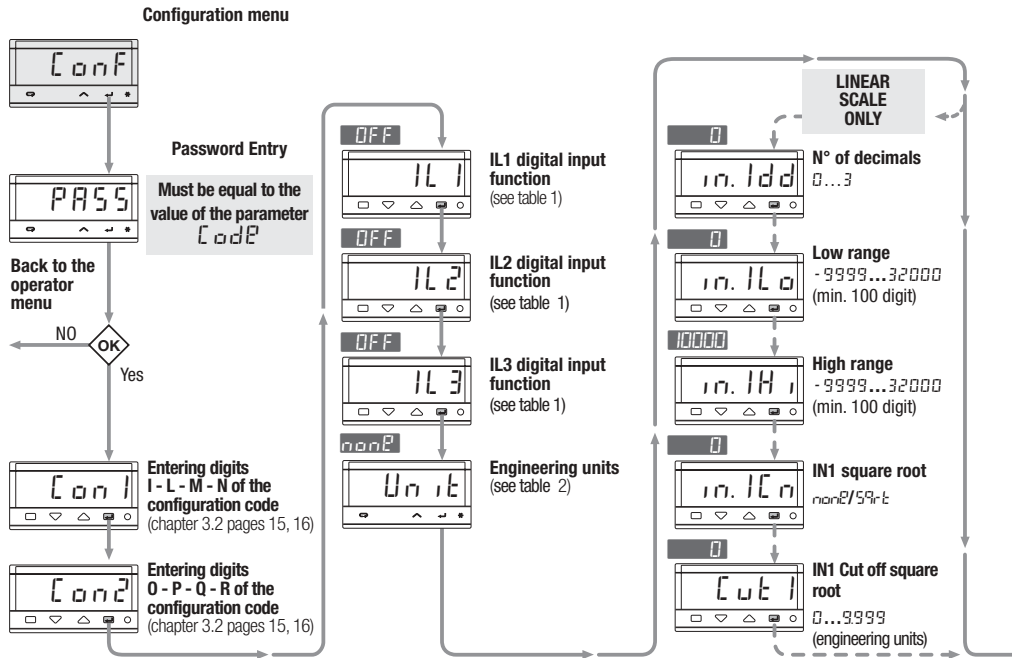 Configuration menu
ConF
PASS
Password Entry
Must be equal to the
value of the parameter
CodE
Back to the
operator
menu
NO
OK
Yes
Con1
Entering digits
I - L - M - N of the
configuration code
(chapter 3.2 pages 15, 16)
Con2
Entering digits
O - P - Q - R of the
configuration code
(chapter 3.2 pages 15, 16)
OFF
IL1
IL1 digital input
function
(see table 1)
OFF
IL2
IL2 digital input
function
(see table 1)
OFF
IL3
IL3 digital input
function
(see table 1)
nonE
Unit
Engineering units
(see table 2)
LINEAR
SCALE
ONLY
0
in.1dd
N° of decimals
0...3
0
in.1Lo
Low range
-9999...32000
(min. 100 digit)
10000
in.1Hi
High range
-9999...32000
(min. 100 digit)
0
in.1Cn
IN1 square root
nonE/Sqrt
0
Cut1
IN1 Cut off square
root
0...9.999
(engineering units)